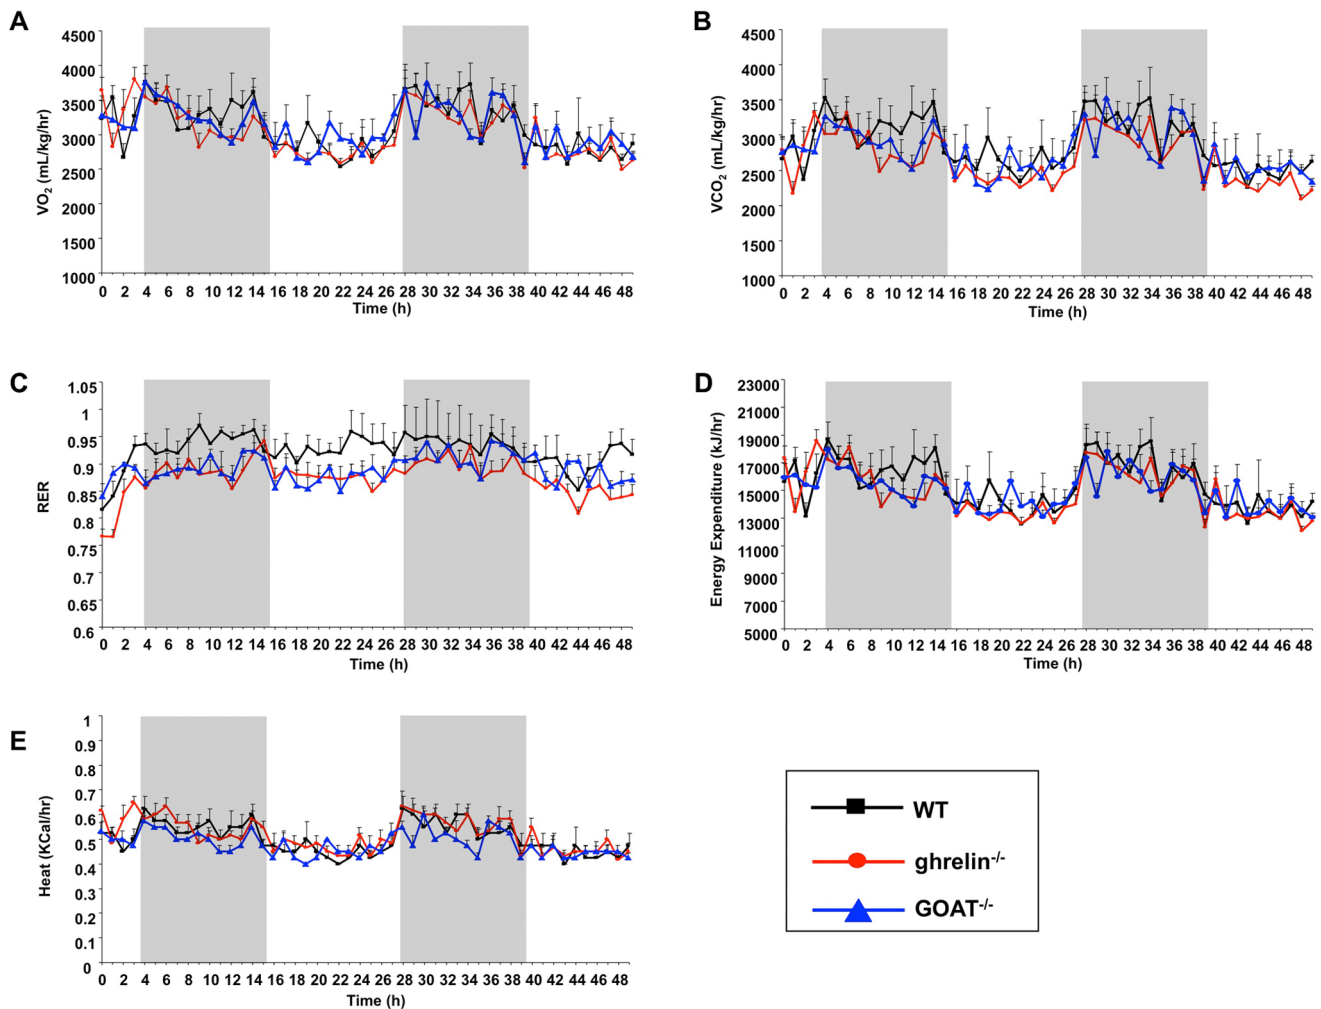 A
4500
4000
3500
3000
2500
2000
1500
1000
VO2 (mL/kg/hr)
0 2 4 6 8 10 12 14 16 18 20 22 24 26 28 30 32 34 36 38 40 42 44 46 48
Time (h)
B
4500
4000
3500
3000
2500
2000
1500
1000
VCO2 (mL/kg/hr)
0 2 4 6 8 10 12 14 16 18 20 22 24 26 28 30 32 34 36 38 40 42 44 46 48
Time (h)
C
1.05
1
0.95
0.9
0.85
0.8
0.75
0.7
0.65
0.6
RER
0 2 4 6 8 10 12 14 16 18 20 22 24 26 28 30 32 34 36 38 40 42 44 46 48
Time (h)
D
23000
21000
19000
17000
15000
13000
11000
9000
7000
5000
Energy Expenditure (kJ/hr)
0 2 4 6 8 10 12 14 16 18 20 22 24 26 28 30 32 34 36 38 40 42 44 46 48
Time (h)
E
1
0.9
0.8
0.7
0.6
0.5
0.4
0.3
0.2
0.1
0
Heat (KCal/hr)
0 2 4 6 8 10 12 14 16 18 20 22 24 26 28 30 32 34 36 38 40 42 44 46 48
Time (h)
WT
ghrelin-/-
GOAT-/-